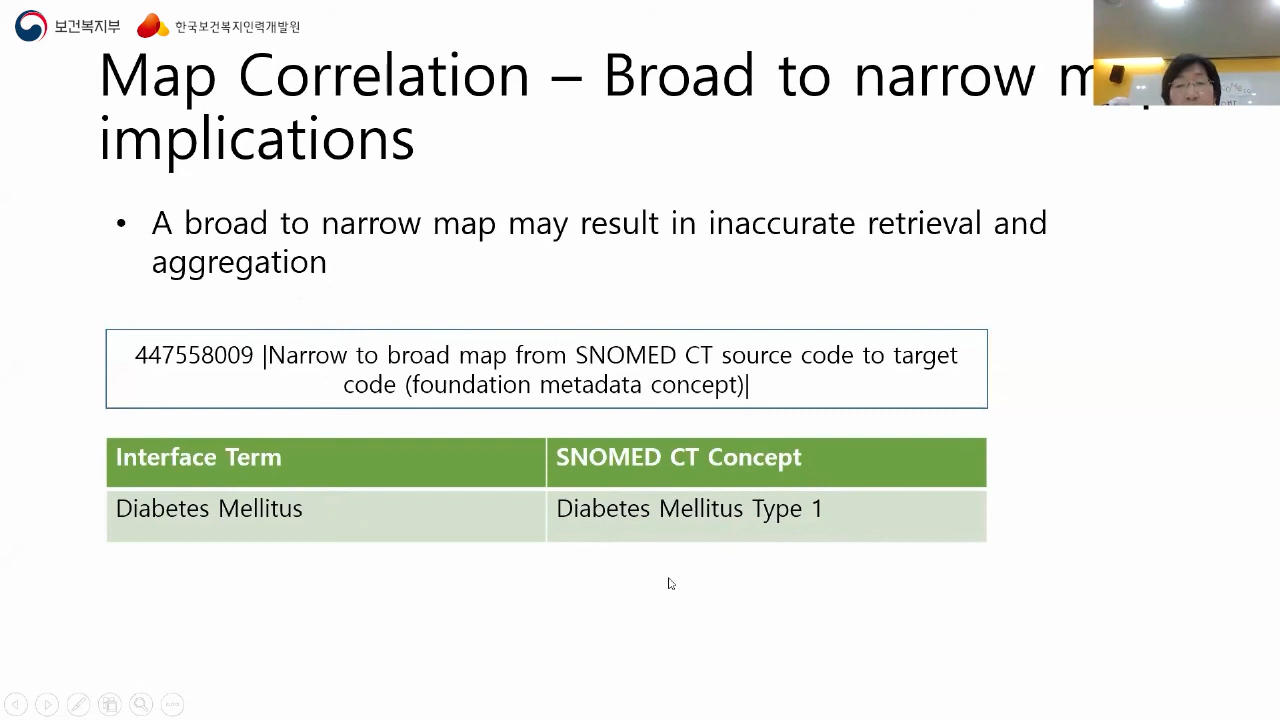 보건복지부 한국보건복지인력개발원
Map Correlation – Broad to narrow
implications
• A broad to narrow map may result in inaccurate retrieval and
aggregation
447558009 |Narrow to broad map from SNOMED CT source code to target
code (foundation metadata concept)|
Interface Term SNOMED CT Concept
Diabetes Mellitus Diabetes Mellitus Type 1